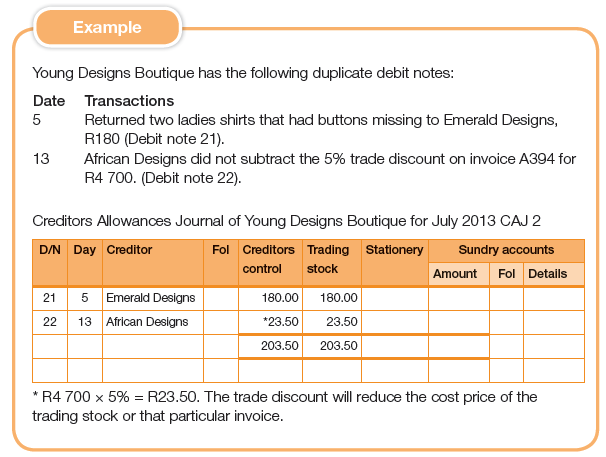 Example
Young Designs Boutique has the following duplicate debit notes:
Date Transactions
5 Returned two ladies shirts that had buttons missing to Emerald Designs,
R180 (Debit note 21).
13 African Designs did not subtract the 5% trade discount on invoice A394 for
R4 700. (Debit note 22).
Creditors Allowances Journal of Young Designs Boutique for July 2013 CAJ 2
D/N Day Creditor Fol Creditors Trading Stationery Sundry accounts
control stock Amount Fol Details
21 5 Emerald Designs 180.00 180.00
22 13 African Designs *23.50 23.50
203.50 203.50
* R4 700 × 5% = R23.50. The trade discount will reduce the cost price of the
trading stock or that particular invoice.